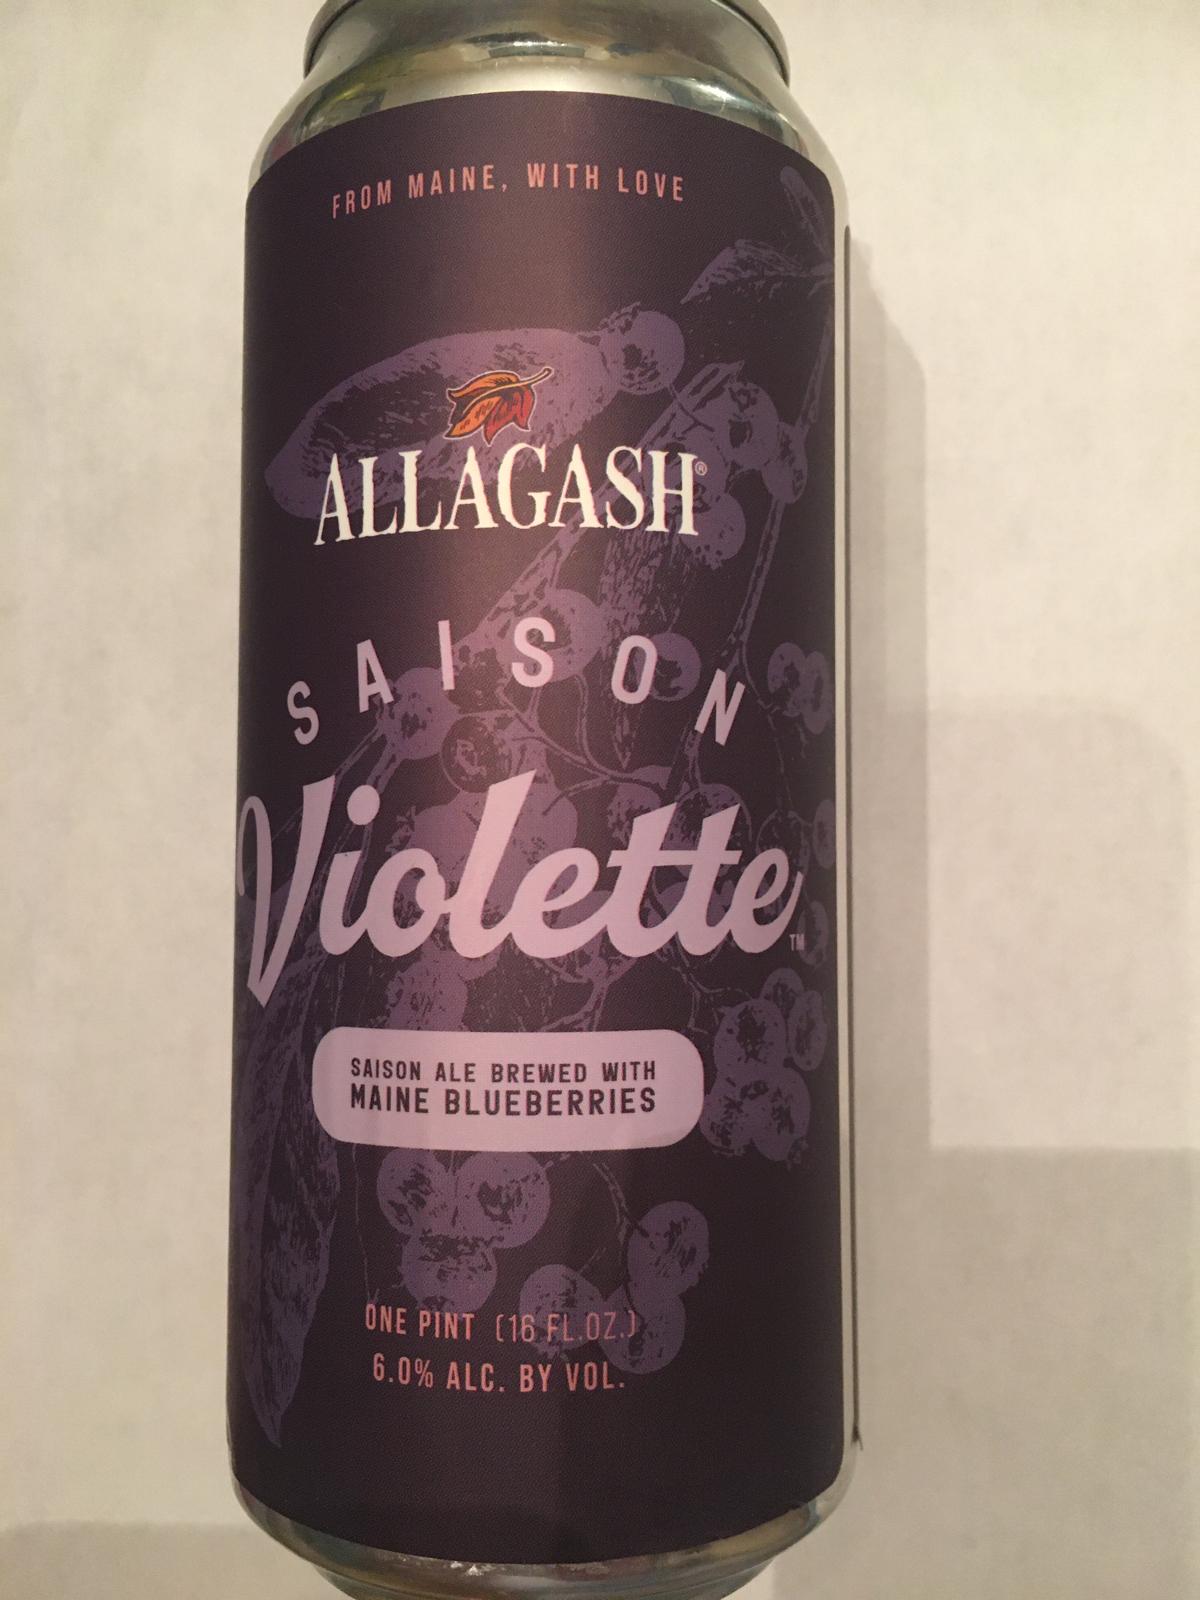 FROM MAINE, WITH LOVE
ALLAGASH®
SAISON
Violette™
SAISON ALE BREWED WITH
MAINE BLUEBERRIES
ONE PINT (16 FL.OZ.)
6.0% ALC. BY VOL.